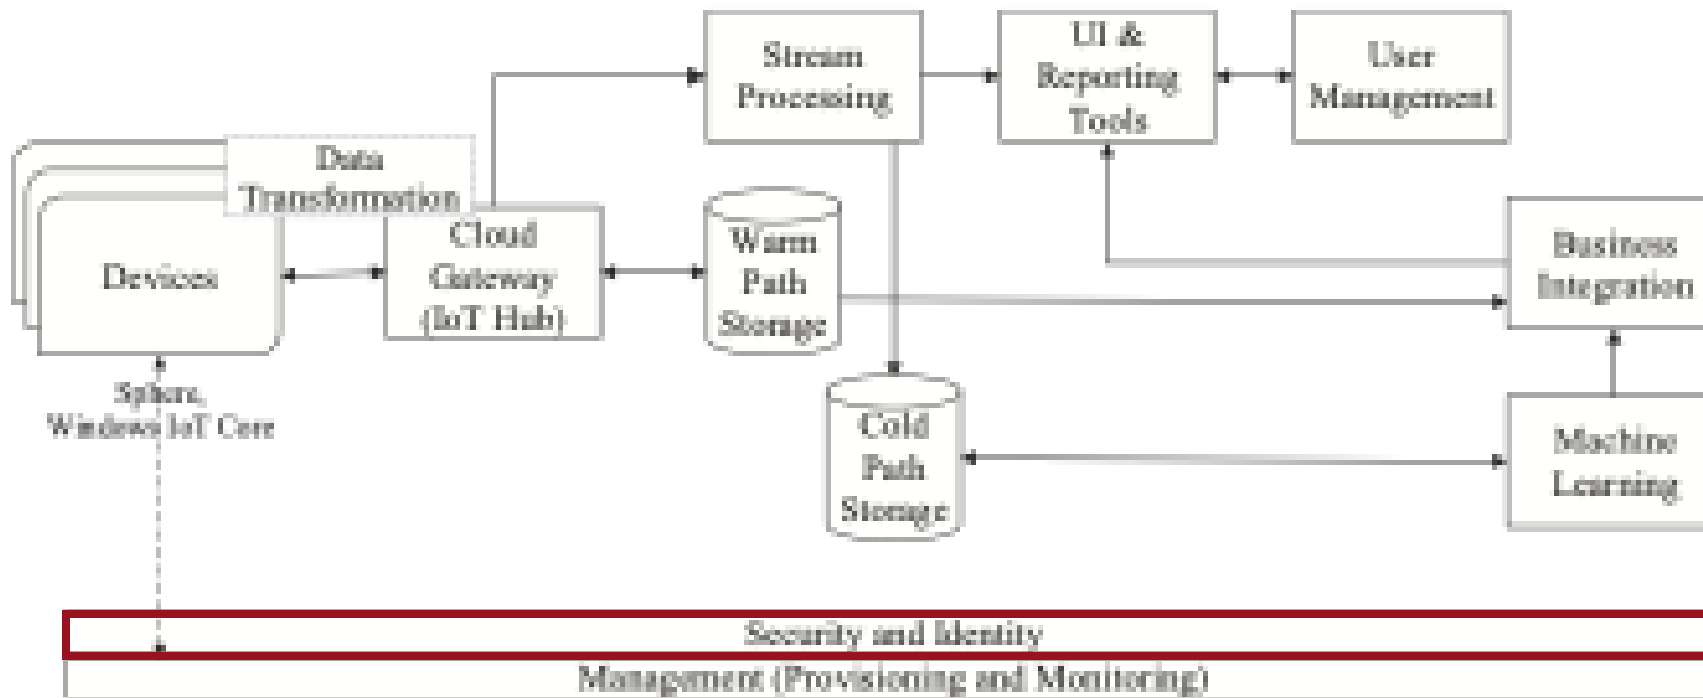 Stream
Processing
UI &
Reporting
Tools
User
Management
Data
Transformation
Devices
Cloud
Gateway
(IoT Hub)
Warm
Path
Storage
Business
Integration
Sphere,
Windows IoT Core
Cold
Path
Storage
Machine
Learning
Security and Identity
Management (Provisioning and Monitoring)